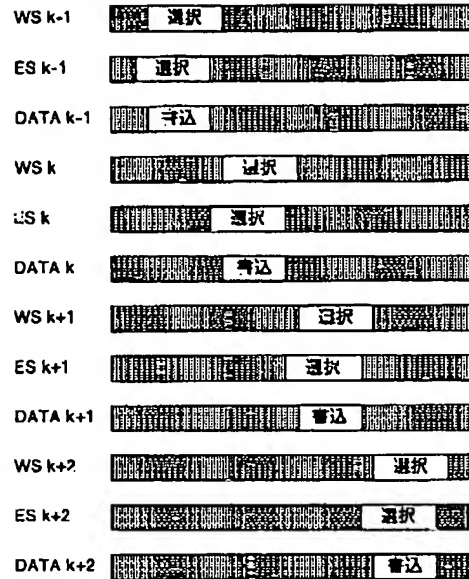 WS k-1 選択
ES k-1 選択
DATA k-1 書込
WS k 選択
ES k 選択
DATA k 書込
WS k+1 選択
ES k+1 選択
DATA k+1 書込
WS k+2 選択
ES k+2 選択
DATA k+2 書込